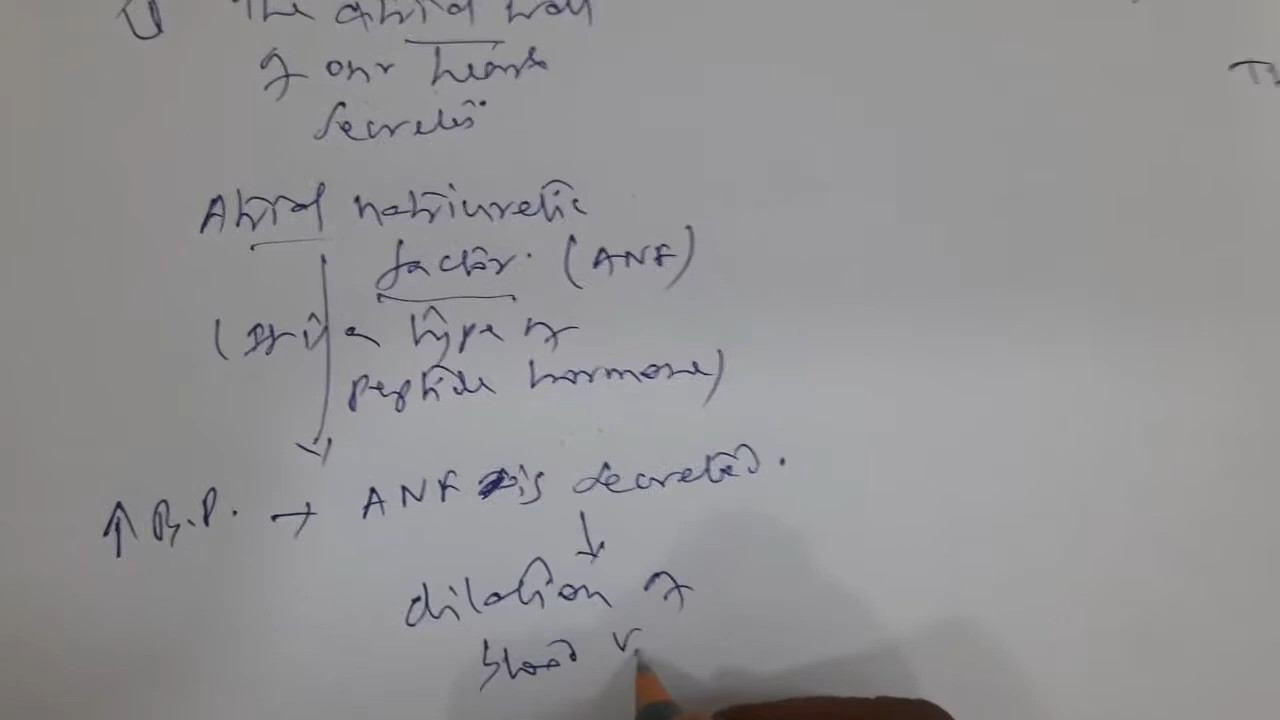 The atrial wall
of our heart
secretes
Atrial natriuretic
factor. (ANF)
(It is a type of
peptide hormone)
↑ B.P. → ANF is secreted.
↓
dilation of
blood v